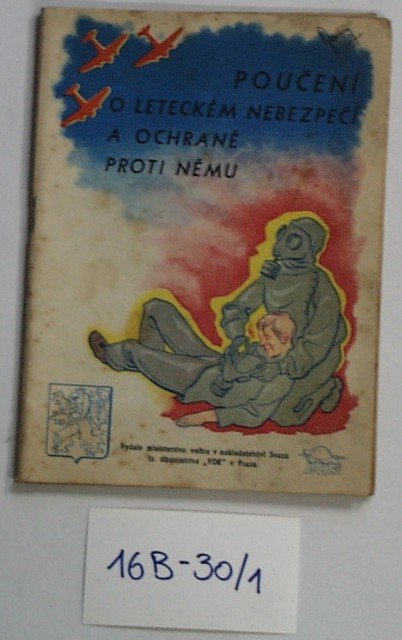 POUČENÍ
O LETECKÉM NEBEZPEČÍ
A OCHRANĚ
PROTI NĚMU
Vydalo ministerstvo vnitra v nakladatelství Svazu
čs. důstojnictva „VOK" v Praze.
16B-30/1